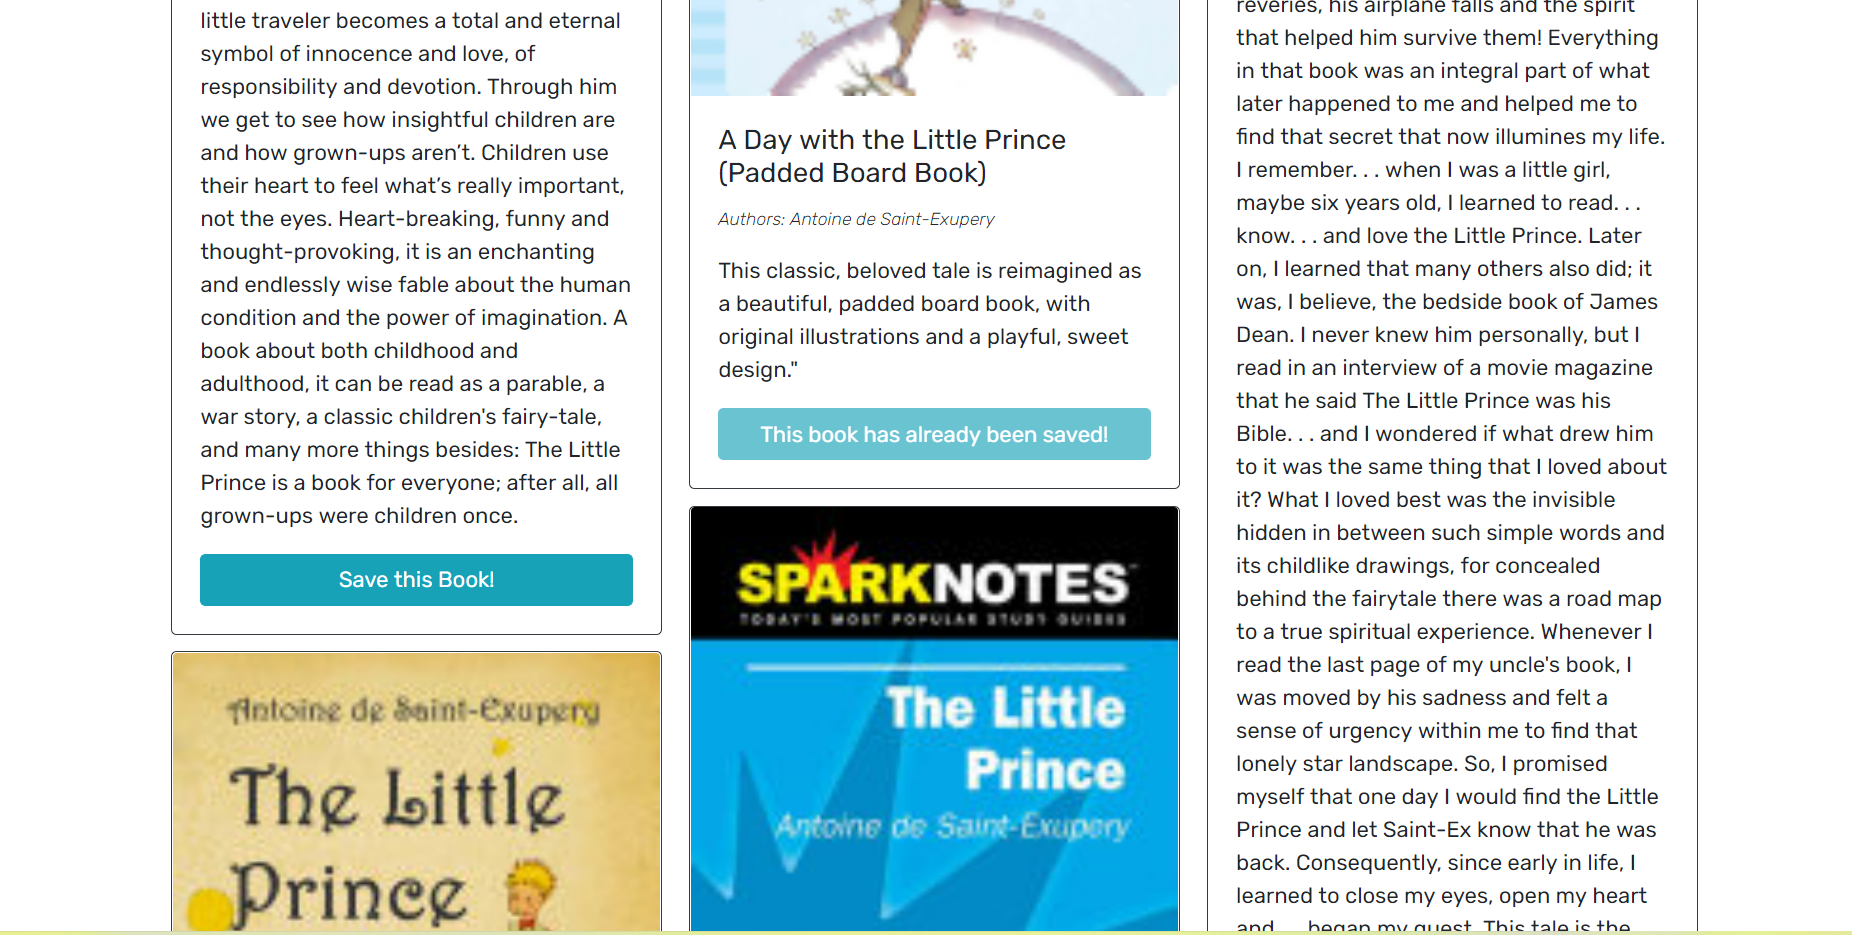 little traveler becomes a total and eternal
symbol of innocence and love, of
responsibility and devotion. Through him
we get to see how insightful children are
and how grown-ups aren’t. Children use
their heart to feel what’s really important,
not the eyes. Heart-breaking, funny and
thought-provoking, it is an enchanting
and endlessly wise fable about the human
condition and the power of imagination. A
book about both childhood and
adulthood, it can be read as a parable, a
war story, a classic children's fairy-tale,
and many more things besides: The Little
Prince is a book for everyone; after all, all
grown-ups were children once.
Save this Book!
Antoine de Saint-Exupery
The Little
Prince
A Day with the Little Prince
(Padded Board Book)
Authors: Antoine de Saint-Exupery
This classic, beloved tale is reimagined as
a beautiful, padded board book, with
original illustrations and a playful, sweet
design."
This book has already been saved!
SPARKNOTES™
TODAY'S MOST POPULAR STUDY GUIDES
The Little
Prince
Antoine de Saint-Exupery
reveries, his airplane falls and the spirit
that helped him survive them! Everything
in that book was an integral part of what
later happened to me and helped me to
find that secret that now illumines my life.
I remember. . . when I was a little girl,
maybe six years old, I learned to read. . .
know. . . and love the Little Prince. Later
on, I learned that many others also did; it
was, I believe, the bedside book of James
Dean. I never knew him personally, but I
read in an interview of a movie magazine
that he said The Little Prince was his
Bible. . . and I wondered if what drew him
to it was the same thing that I loved about
it? What I loved best was the invisible
hidden in between such simple words and
its childlike drawings, for concealed
behind the fairytale there was a road map
to a true spiritual experience. Whenever I
read the last page of my uncle's book, I
was moved by his sadness and felt a
sense of urgency within me to find that
lonely star landscape. So, I promised
myself that one day I would find the Little
Prince and let Saint-Ex know that he was
back. Consequently, since early in life, I
learned to close my eyes, open my heart
and. . . began my quest. This tale is the